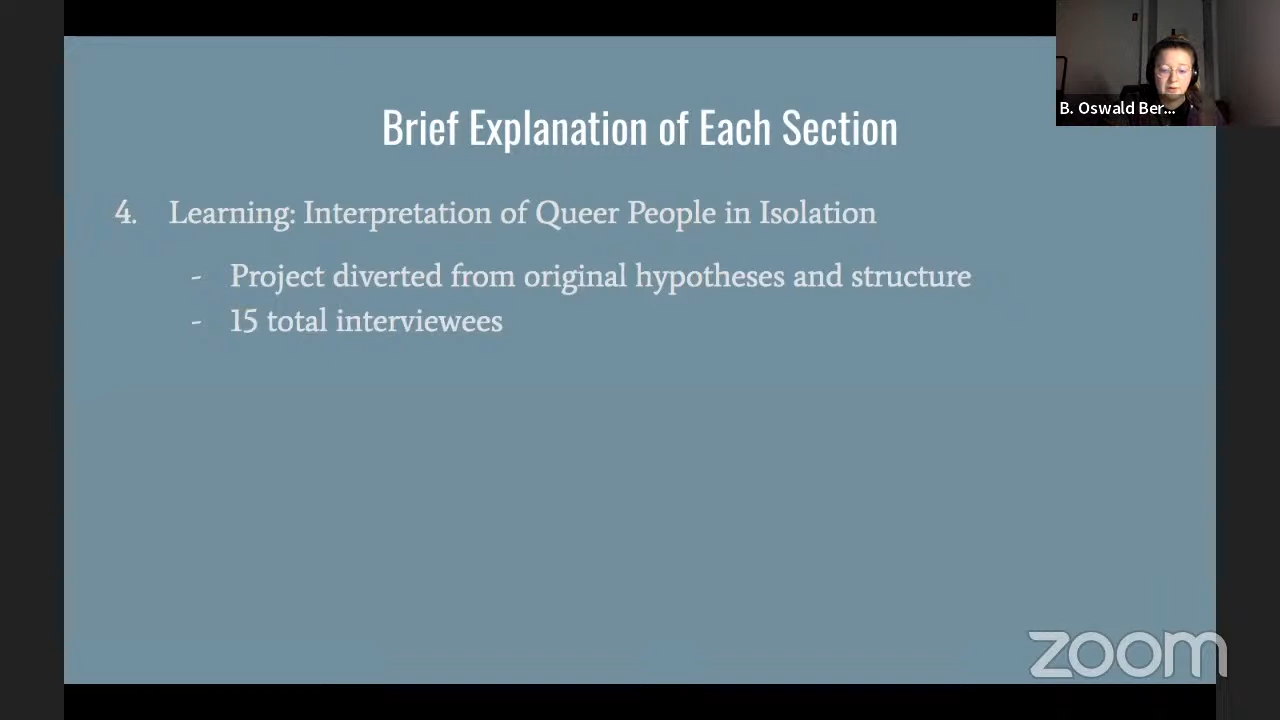 Brief Explanation of Each Section
B. Oswald Ber...
4. Learning: Interpretation of Queer People in Isolation
- Project diverted from original hypotheses and structure
- 15 total interviewees
zoom